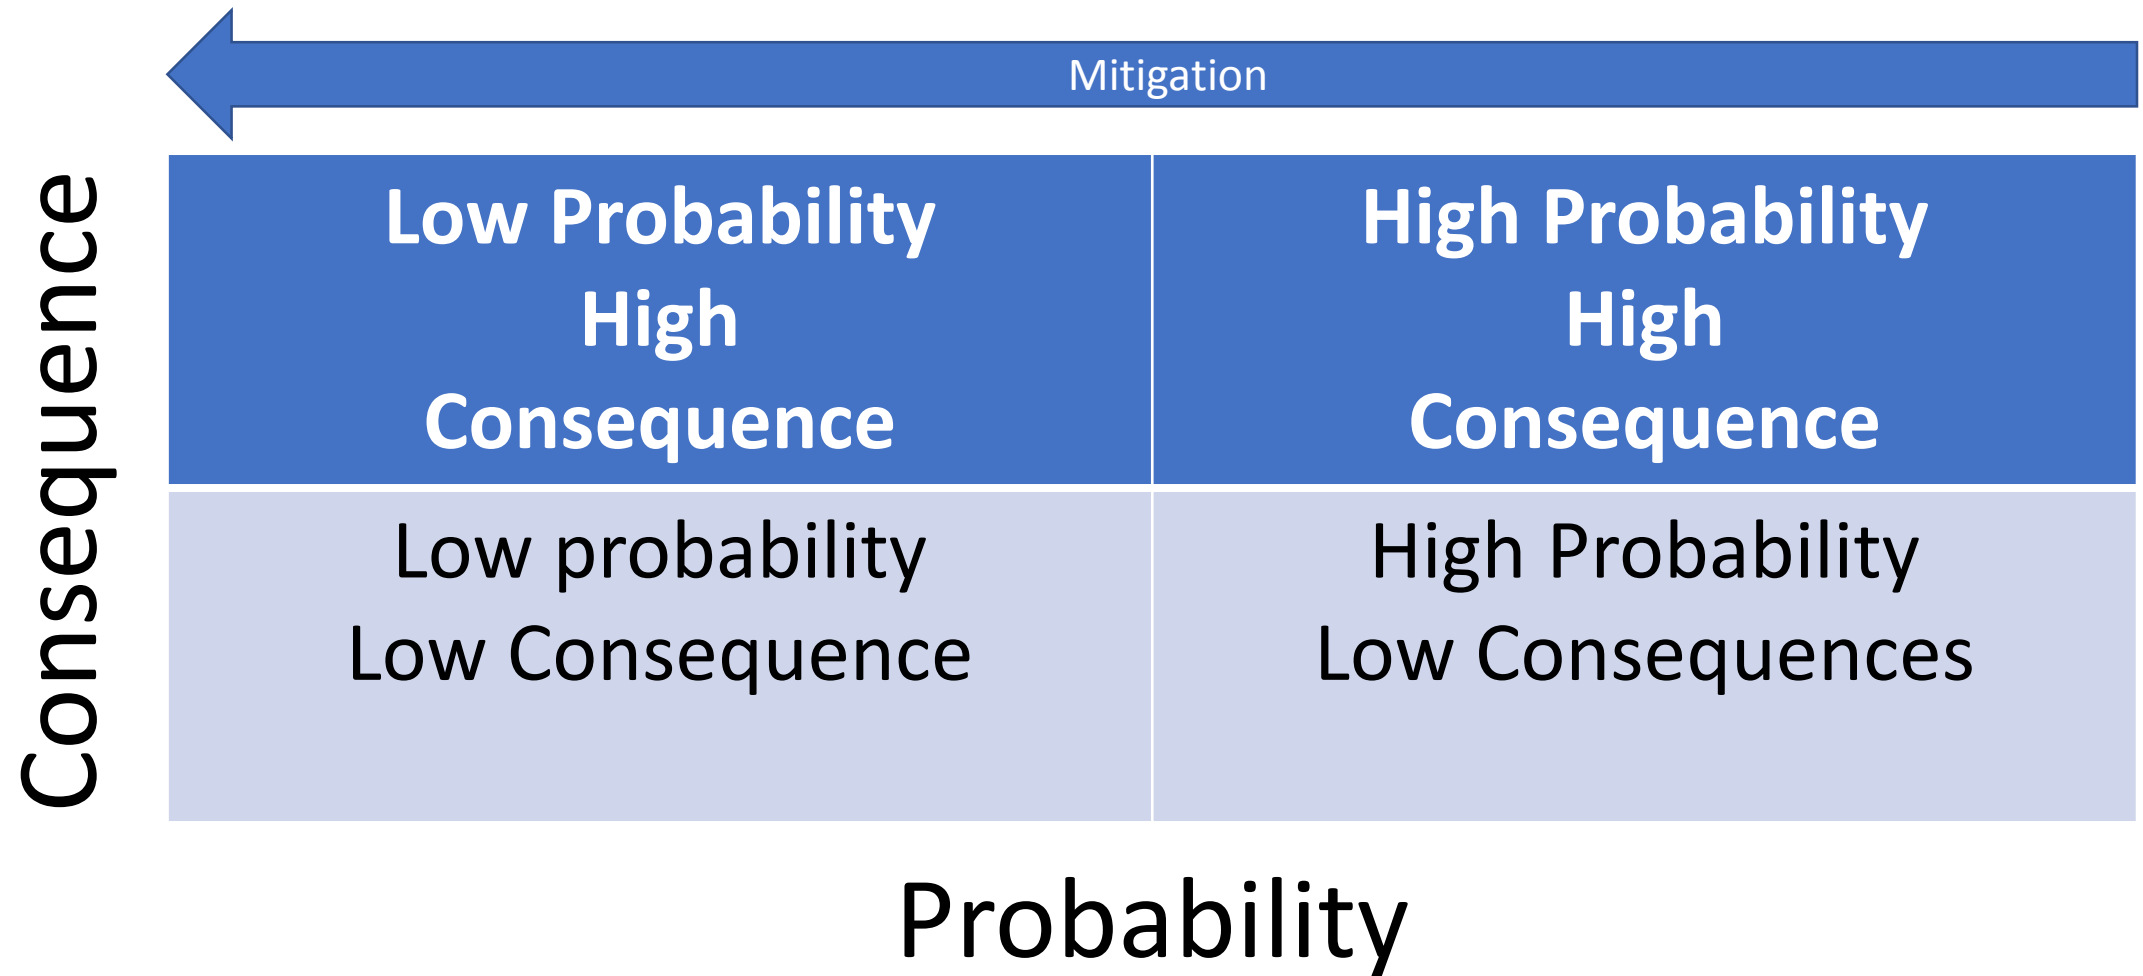 Mitigation
Consequence
Low Probability
High
Consequence
High Probability
High
Consequence
Low probability
Low Consequence
High Probability
Low Consequences
Probability